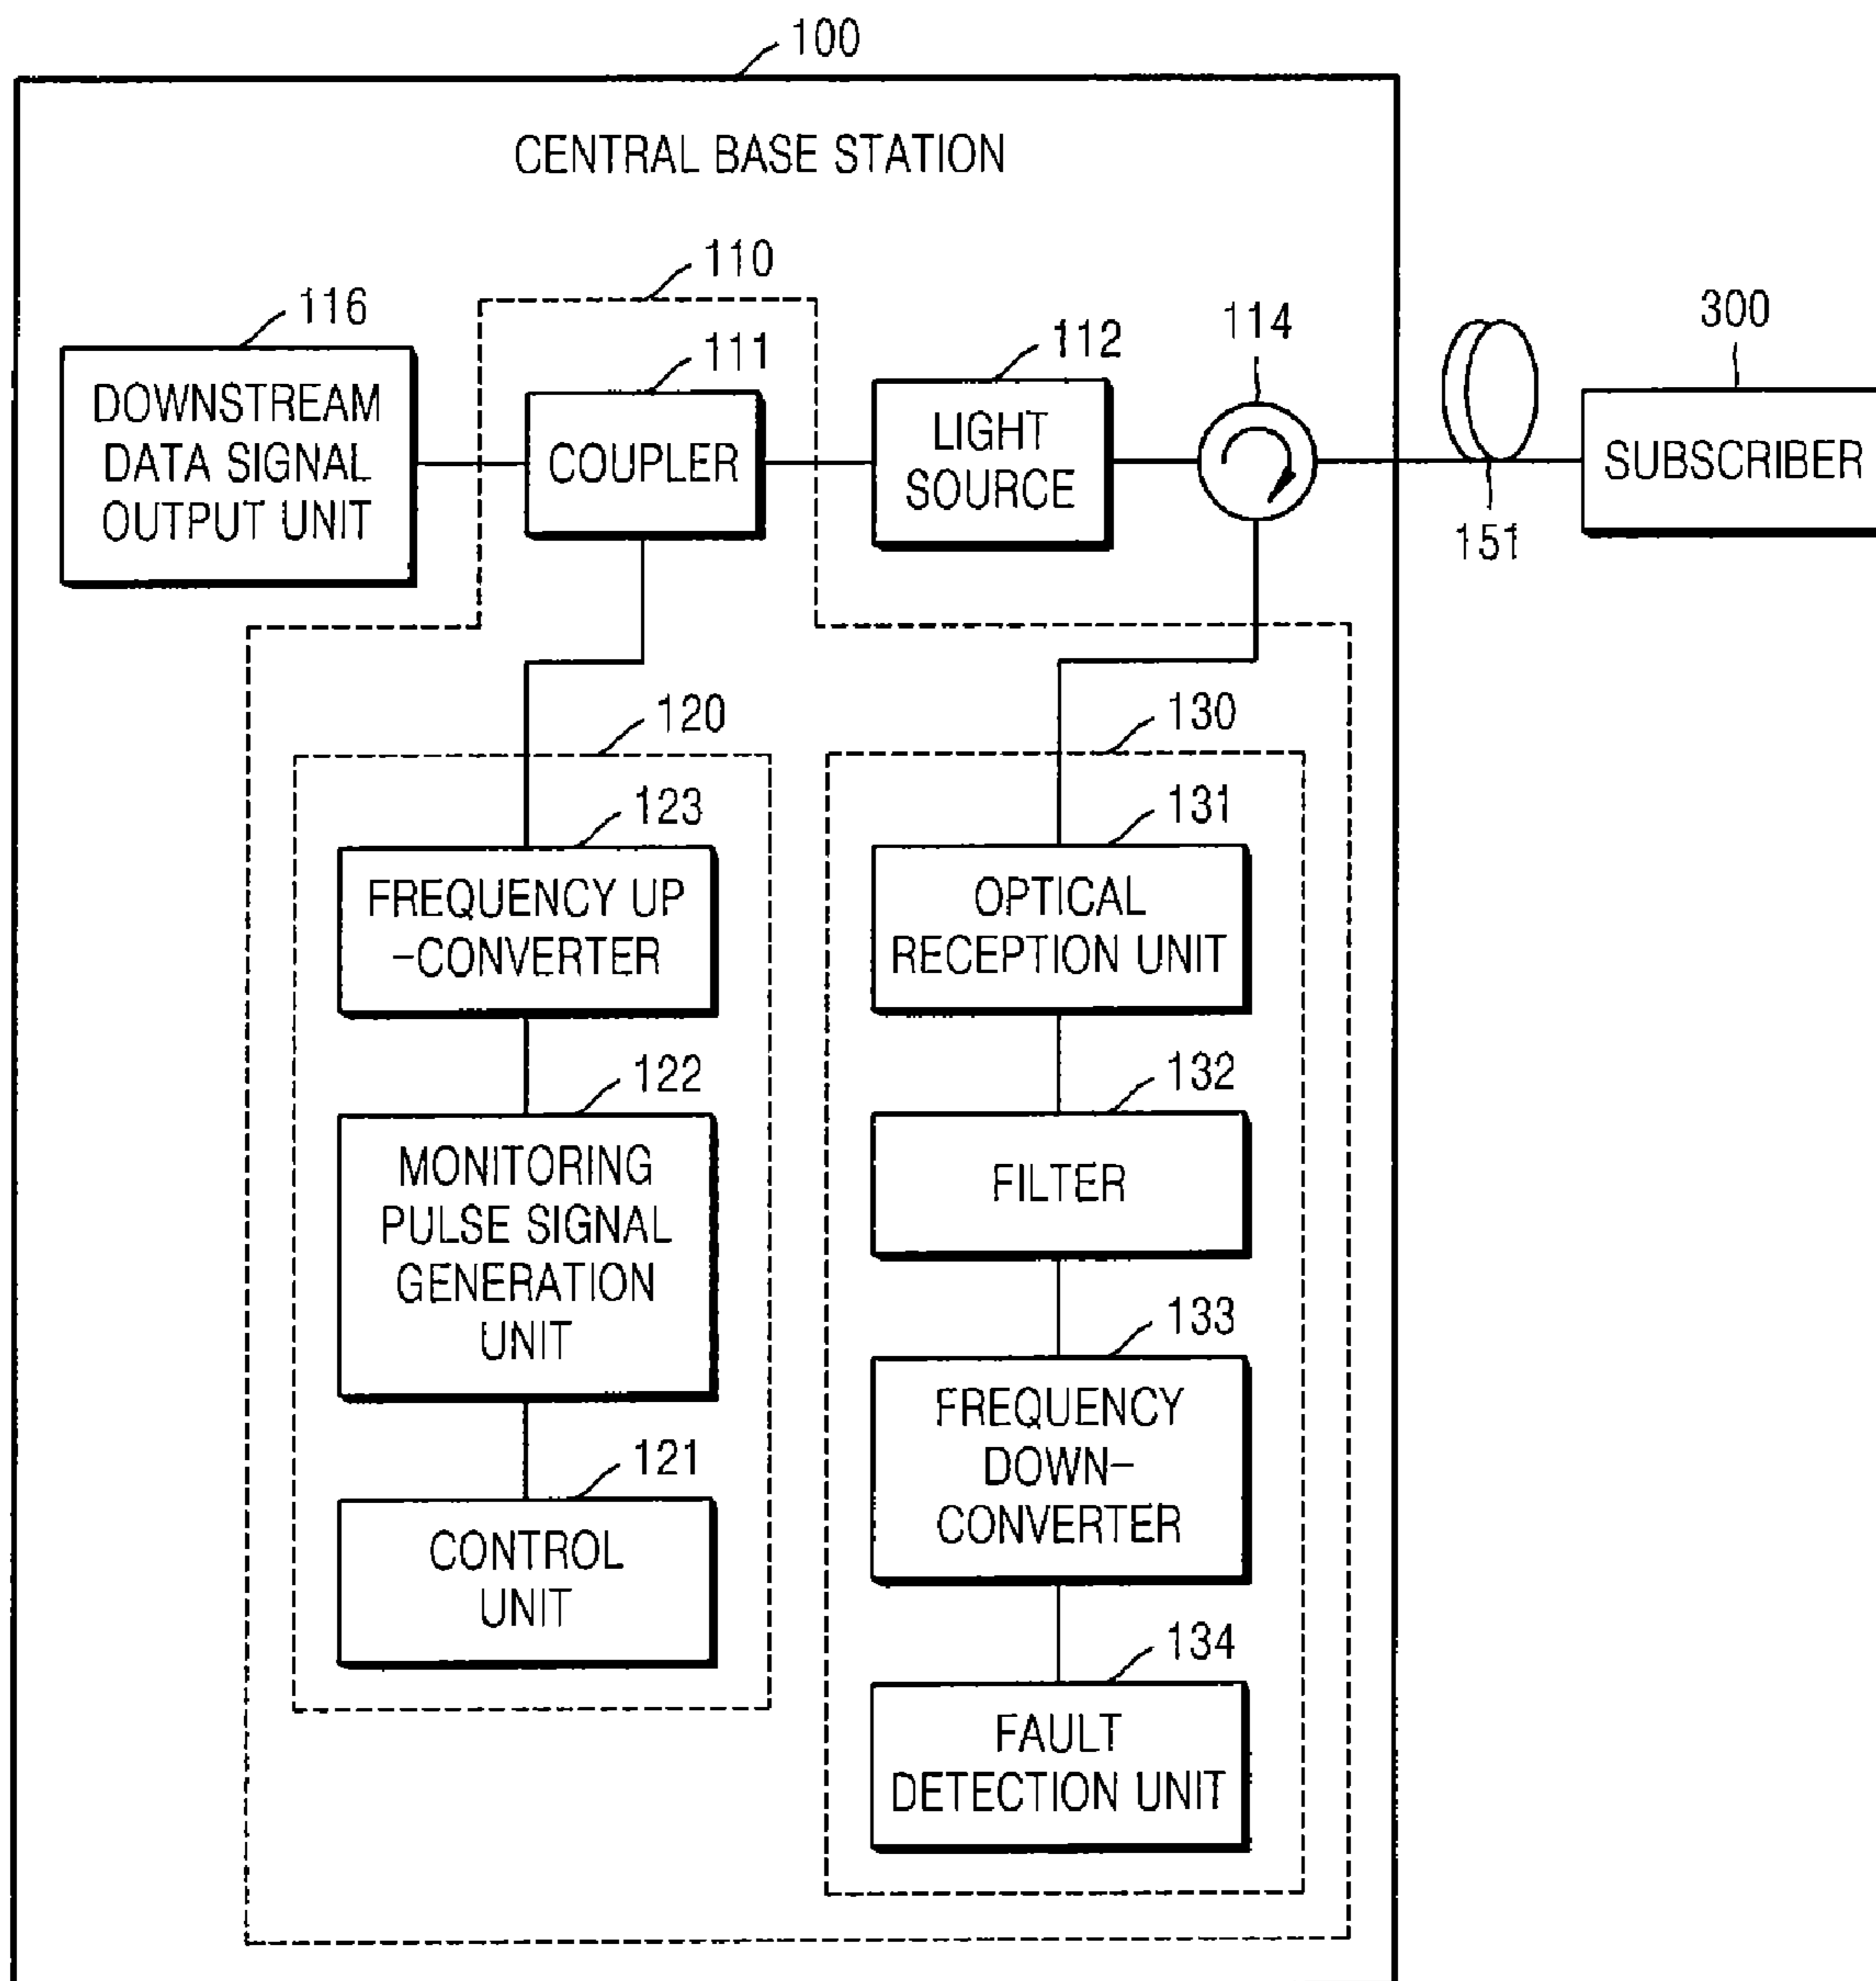 100
CENTRAL BASE STATION
110
116
111
112
114
300
DOWNSTREAM
DATA SIGNAL
OUTPUT UNIT
COUPLER
LIGHT
SOURCE
SUBSCRIBER
151
120
130
123
FREQUENCY UP
-CONVERTER
131
OPTICAL
RECEPTION UNIT
122
MONITORING
PULSE SIGNAL
GENERATION
UNIT
132
FILTER
133
FREQUENCY
DOWN-
CONVERTER
121
CONTROL
UNIT
134
FAULT
DETECTION UNIT